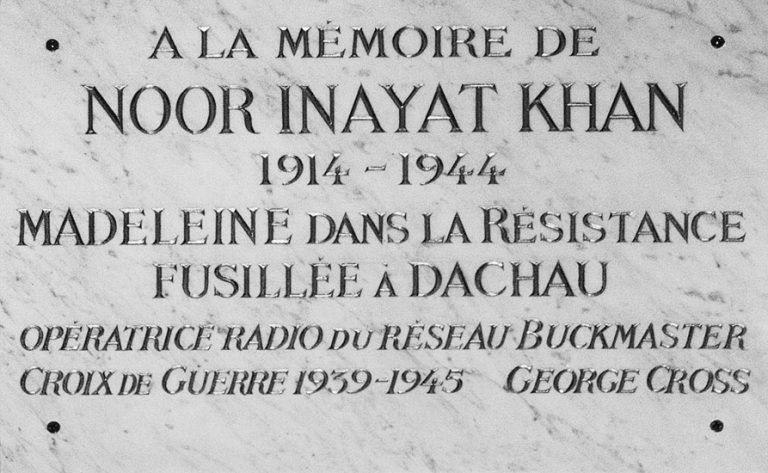 A LA MÉMOIRE DE
NOOR INAYAT KHAN
1914 - 1944
MADELEINE DANS LA RÉSISTANCE
FUSILLÉE À DACHAU
OPÉRATRICE RADIO DU RÉSEAU BUCKMASTER
CROIX DE GUERRE 1939-1945 GEORGE CROSS